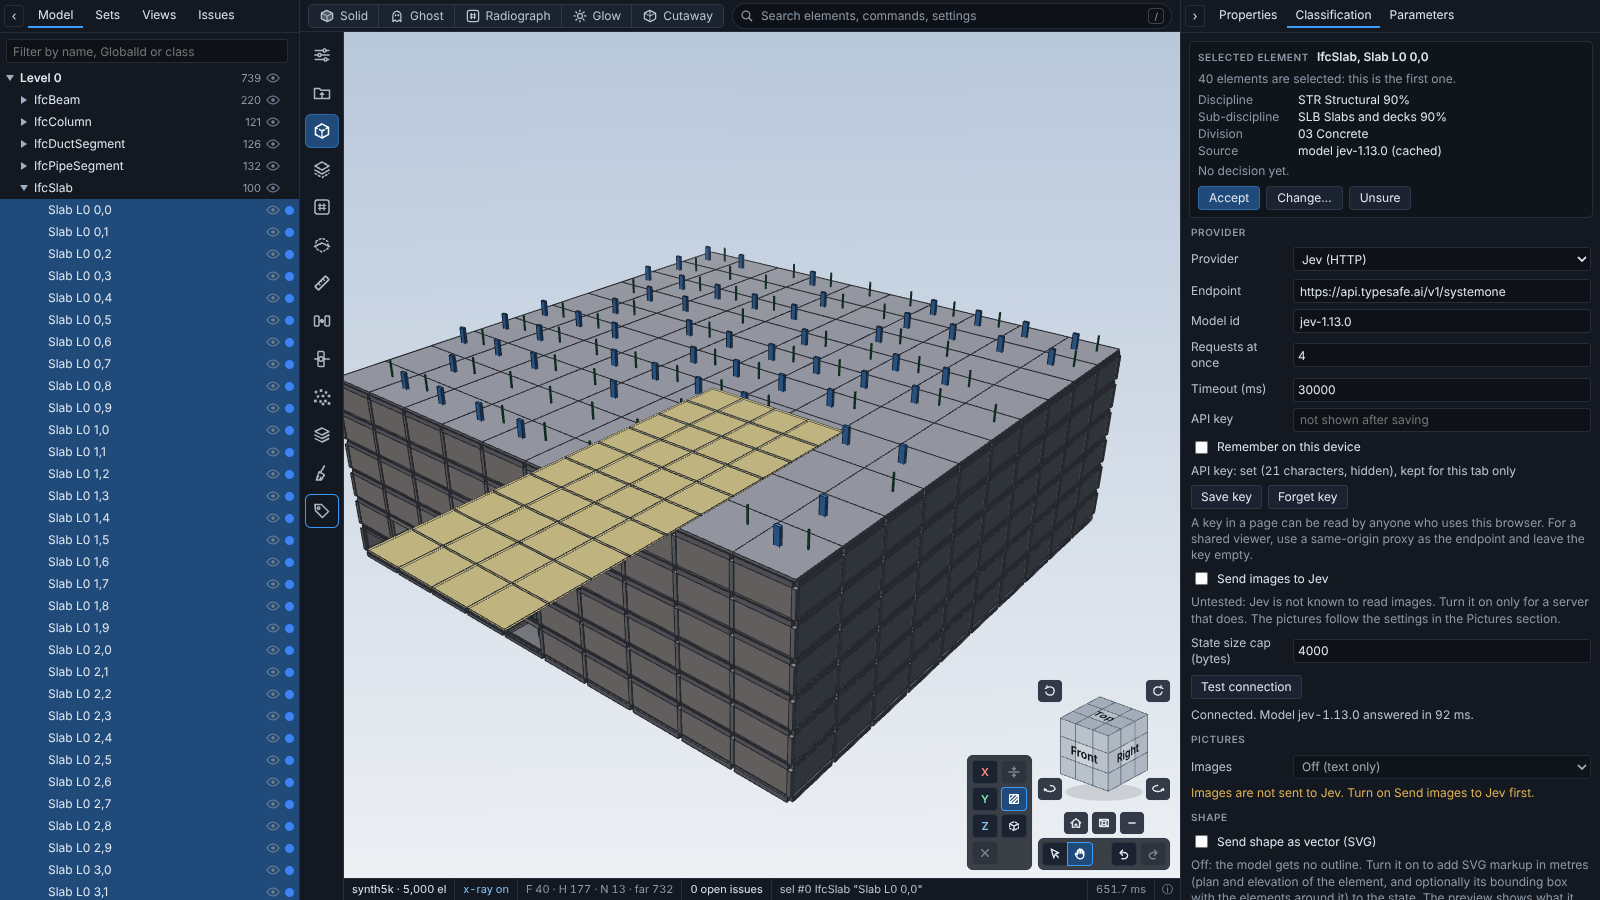 Model Sets Views Issues
Solid Ghost Radiograph Glow Cutaway
Search elements, commands, settings /
Properties Classification Parameters
Filter by name, GlobalId or class
Level 0 739
IfcBeam 220
IfcColumn 121
IfcDuctSegment 126
IfcPipeSegment 132
IfcSlab 100
Slab L0 0,0
Slab L0 0,1
Slab L0 0,2
Slab L0 0,3
Slab L0 0,4
Slab L0 0,5
Slab L0 0,6
Slab L0 0,7
Slab L0 0,8
Slab L0 0,9
Slab L0 1,0
Slab L0 1,1
Slab L0 1,2
Slab L0 1,3
Slab L0 1,4
Slab L0 1,5
Slab L0 1,6
Slab L0 1,7
Slab L0 1,8
Slab L0 1,9
Slab L0 2,0
Slab L0 2,1
Slab L0 2,2
Slab L0 2,3
Slab L0 2,4
Slab L0 2,5
Slab L0 2,6
Slab L0 2,7
Slab L0 2,8
Slab L0 2,9
Slab L0 3,0
Slab L0 3,1
Top
Front Right
X
Y
Z
synth5k · 5,000 el x-ray on F 40 · H 177 · N 13 · far 732 0 open issues sel #0 IfcSlab "Slab L0 0,0" 651.7 ms
SELECTED ELEMENT IfcSlab, Slab L0 0,0
40 elements are selected: this is the first one.
Discipline STR Structural 90%
Sub-discipline SLB Slabs and decks 90%
Division 03 Concrete
Source model jev-1.13.0 (cached)
No decision yet.
Accept Change... Unsure
PROVIDER
Provider Jev (HTTP)
Endpoint https://api.typesafe.ai/v1/systemone
Model id jev-1.13.0
Requests at once 4
Timeout (ms) 30000
API key not shown after saving
Remember on this device
API key: set (21 characters, hidden), kept for this tab only
Save key Forget key
A key in a page can be read by anyone who uses this browser. For a
shared viewer, use a same-origin proxy as the endpoint and leave the
key empty.
Send images to Jev
Untested: Jev is not known to read images. Turn it on only for a server
that does. The pictures follow the settings in the Pictures section.
State size cap (bytes) 4000
Test connection
Connected. Model jev-1.13.0 answered in 92 ms.
PICTURES
Images Off (text only)
Images are not sent to Jev. Turn on Send images to Jev first.
SHAPE
Send shape as vector (SVG)
Off: the model gets no outline. Turn it on to add SVG markup in metres
(plan and elevation of the element, and optionally its bounding box
with the elements around it) to the state. The preview shows what it